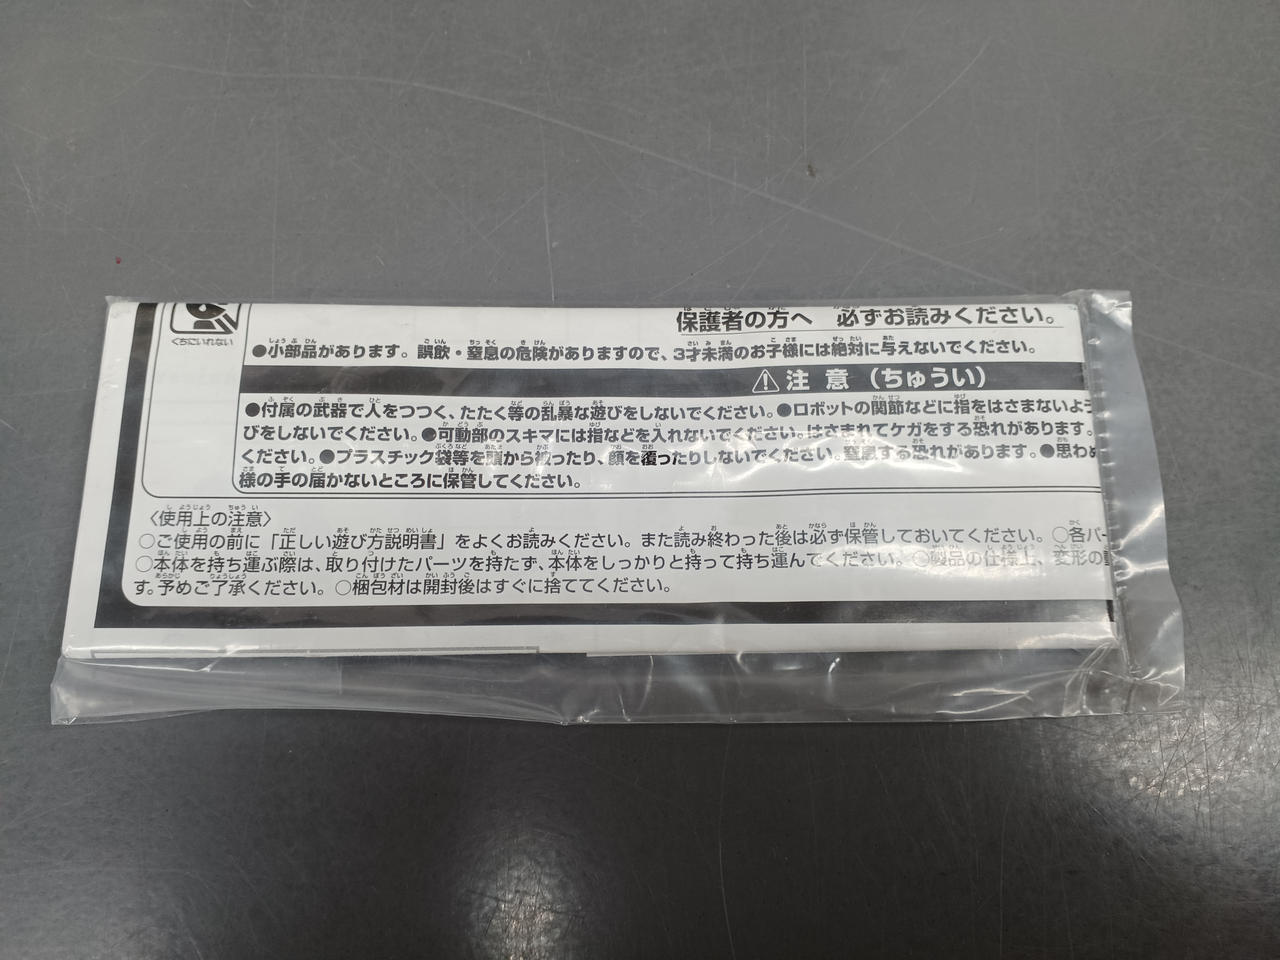 保護者の方へ　必ずお読みください。
くちにいれない
●小部品があります。誤飲・窒息の危険がありますので、3才未満のお子様には絶対に与えないでください。
⚠注 意（ちゅうい）
●付属の武器で人をつつく、たたく等の乱暴な遊びをしないでください。●ロボットの関節などに指をはさまないよう
びをしないでください。●可動部のスキマには指などを入れないでください。はさまれてケガをする恐れがあります。
ください。●プラスチック袋等を頭から被ったり、顔を覆ったりしないでください。窒息する恐れがあります。●思わぬ
様の手の届かないところに保管してください。
〈使用上の注意〉
○ご使用の前に「正しい遊び方説明書」をよくお読みください。また読み終わった後は必ず保管しておいてください。○各パー
○本体を持ち運ぶ際は、取り付けたパーツを持たず、本体をしっかりと持って持ち運んでください。○製品の仕様上、変形の
す。予めご了承ください。○梱包材は開封後はすぐに捨ててください。